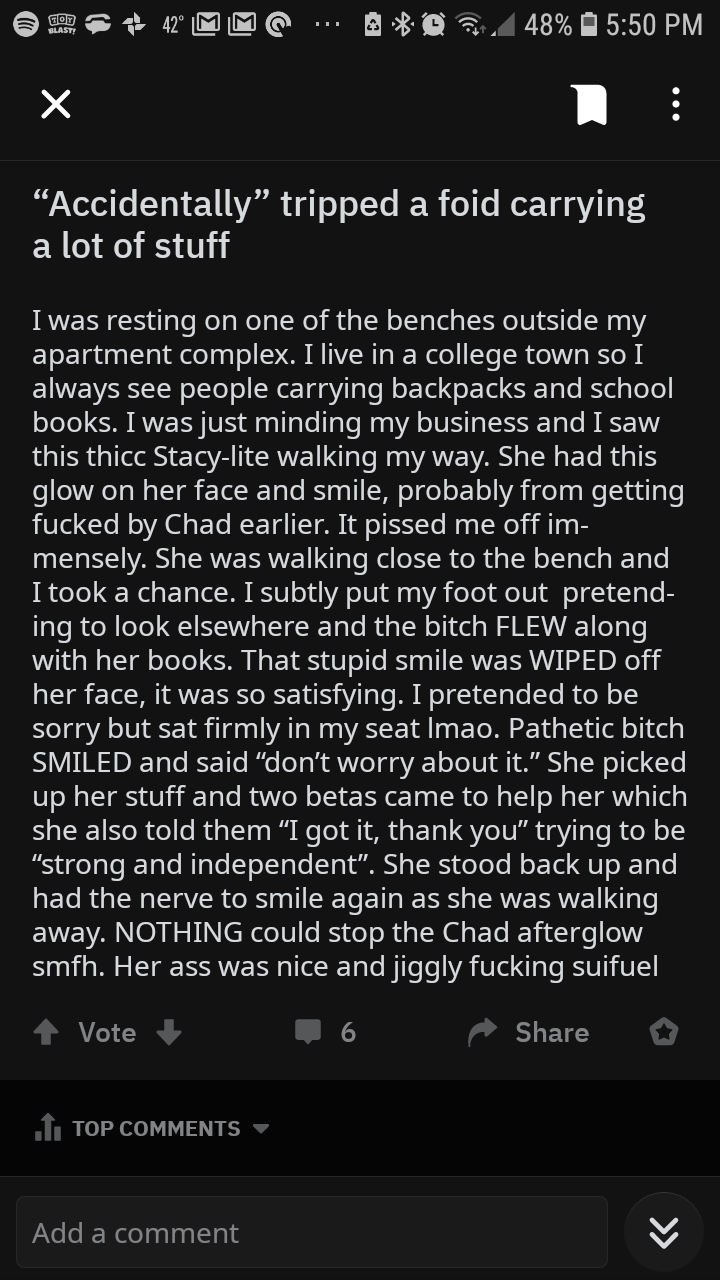 42° ... 48% 5:50 PM
“Accidentally” tripped a foid carrying
a lot of stuff
I was resting on one of the benches outside my
apartment complex. I live in a college town so I
always see people carrying backpacks and school
books. I was just minding my business and I saw
this thicc Stacy-lite walking my way. She had this
glow on her face and smile, probably from getting
fucked by Chad earlier. It pissed me off im-
mensely. She was walking close to the bench and
I took a chance. I subtly put my foot out  pretend-
ing to look elsewhere and the bitch FLEW along
with her books. That stupid smile was WIPED off
her face, it was so satisfying. I pretended to be
sorry but sat firmly in my seat lmao. Pathetic bitch
SMILED and said “don’t worry about it.” She picked
up her stuff and two betas came to help her which
she also told them “I got it, thank you” trying to be
“strong and independent”. She stood back up and
had the nerve to smile again as she was walking
away. NOTHING could stop the Chad afterglow
smfh. Her ass was nice and jiggly fucking suifuel
Vote 6 Share
TOP COMMENTS
Add a comment